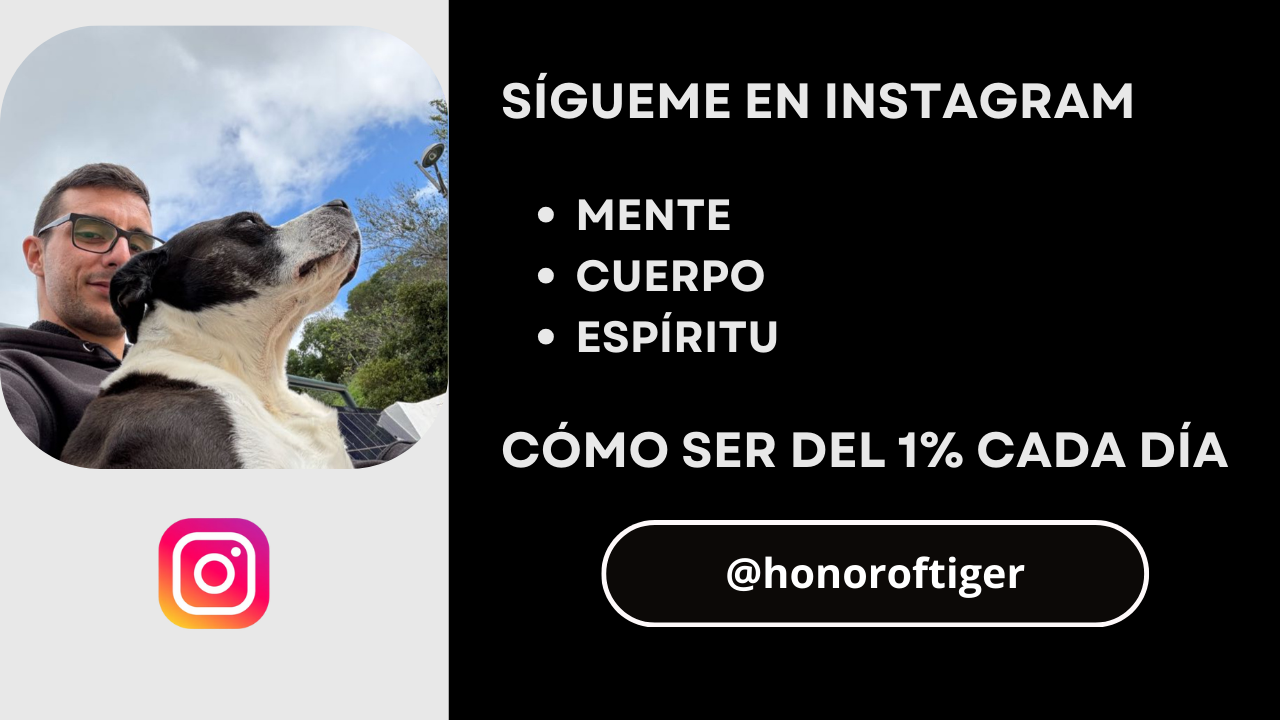 SÍGUEME EN INSTAGRAM
MENTE
CUERPO
ESPÍRITU
CÓMO SER DEL 1% CADA DÍA
@honoroftiger